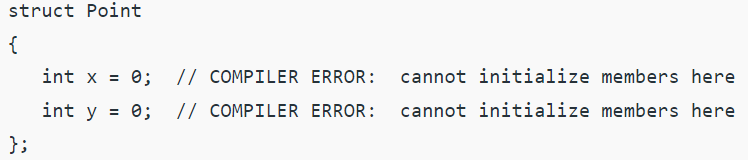 struct Point
{
   int x = 0;  // COMPILER ERROR:  cannot initialize members here
   int y = 0;  // COMPILER ERROR:  cannot initialize members here
};